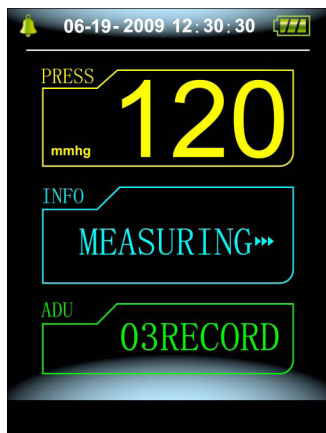 06-19-2009 12:30:30
PRESS
120
mmhg
INFO
MEASURING
ADU
03RECORD